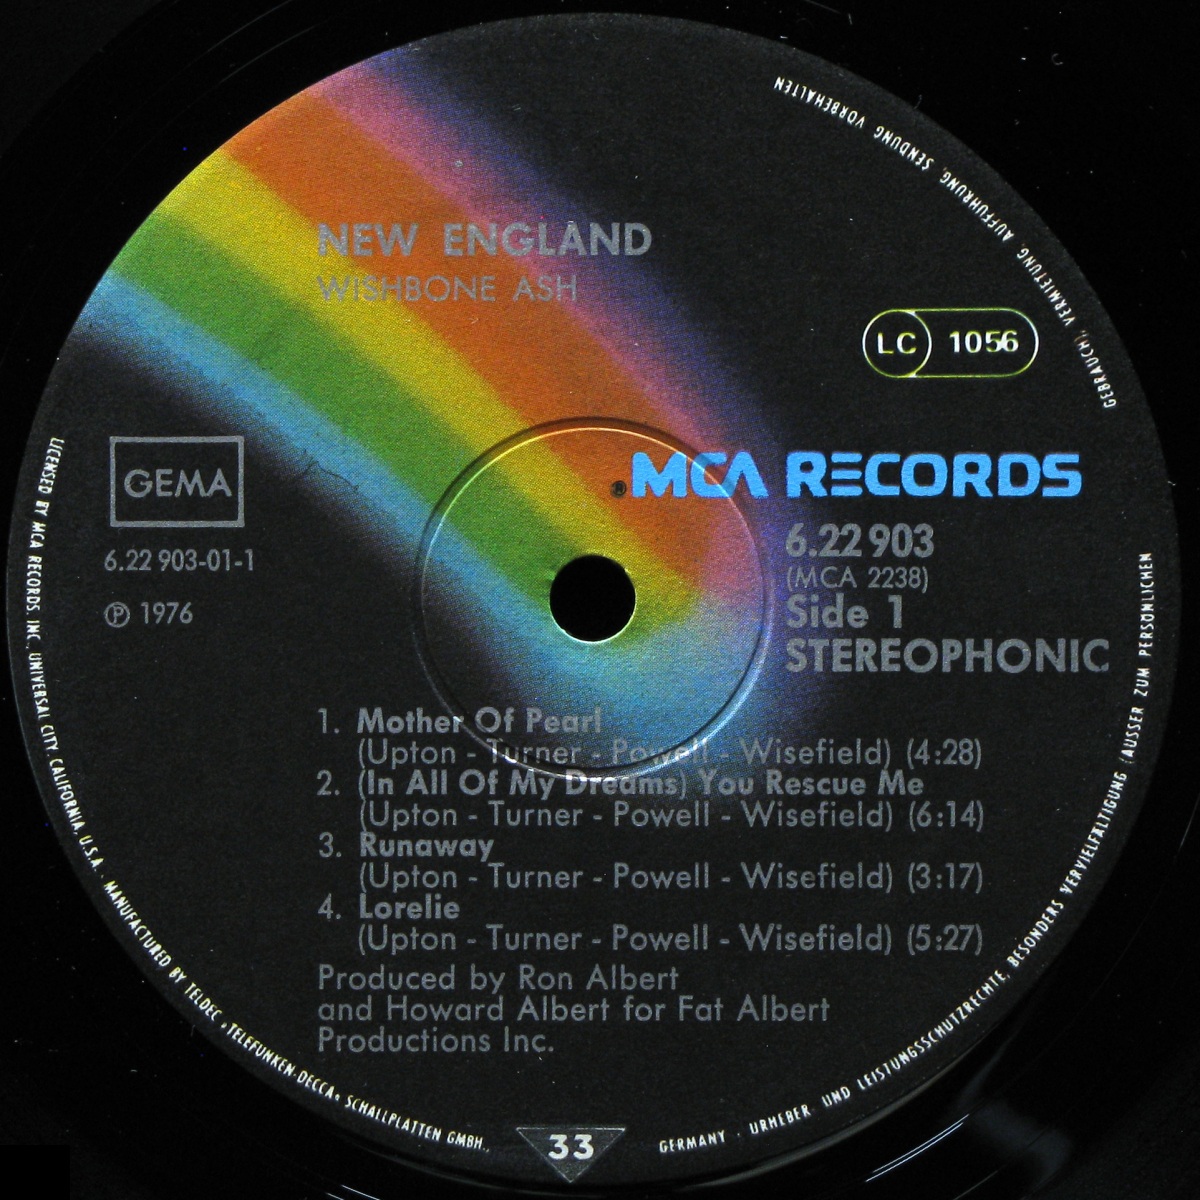 NEW ENGLAND
WISHBONE ASH
LC 1056
GEMA
6.22 903-01-1
℗ 1976
® MCA RECORDS
6.22 903
(MCA 2238)
Side 1
STEREOPHONIC
1. Mother Of Pearl
(Upton - Turner - Powell - Wisefield) (4:28)
2. (In All Of My Dreams) You Rescue Me
(Upton - Turner - Powell - Wisefield) (6:14)
3. Runaway
(Upton - Turner - Powell - Wisefield) (3:17)
4. Lorelie
(Upton - Turner - Powell - Wisefield) (5:27)
Produced by Ron Albert
and Howard Albert for Fat Albert
Productions Inc.
33
LICENSED BY MCA RECORDS, INC. UNIVERSAL CITY, CALIFORNIA, U.S.A. · MANUFACTURED BY TELDEC »TELEFUNKEN-DECCA« SCHALLPLATTEN GMBH.,
GERMANY · URHEBER- UND LEISTUNGSSCHUTZRECHTE, BESONDERS VERVIELFÄLTIGUNG (AUSSER ZUM PERSÖNLICHEN
GEBRAUCH), VERMIETUNG, AUFFÜHRUNG, SENDUNG VORBEHALTEN